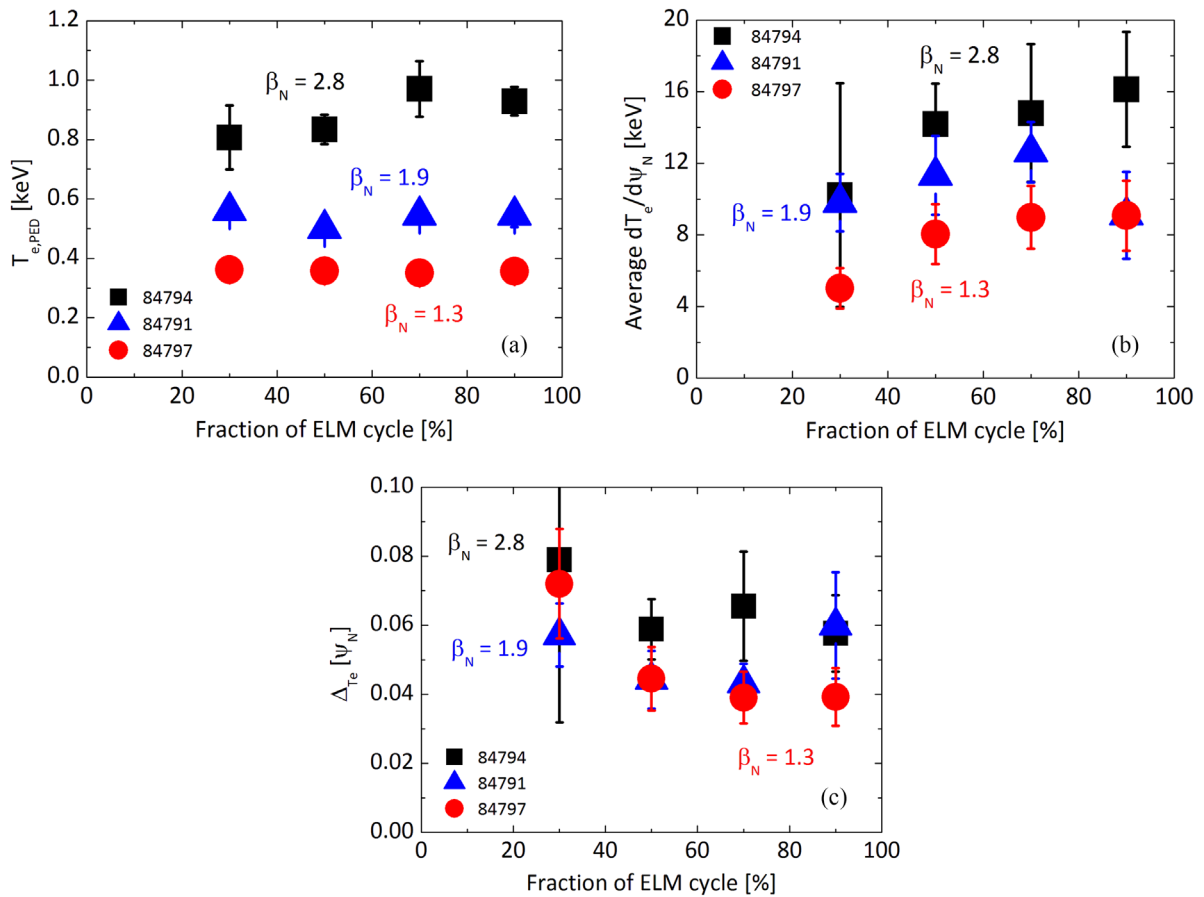 1.2
1.0
0.8
0.6
0.4
0.2
0.0
T_e,PED [keV]
β_N = 2.8
β_N = 1.9
β_N = 1.3
84794
84791
84797
(a)
0 20 40 60 80 100
Fraction of ELM cycle [%]
20
16
12
8
4
0
Average dT_e/dψ_N [keV]
84794
84791
84797
β_N = 2.8
β_N = 1.9
β_N = 1.3
(b)
0 20 40 60 80 100
Fraction of ELM cycle [%]
0.10
0.08
0.06
0.04
0.02
0.00
Δ_Te [ψ_N]
β_N = 2.8
β_N = 1.9
β_N = 1.3
84794
84791
84797
(c)
0 20 40 60 80 100
Fraction of ELM cycle [%]